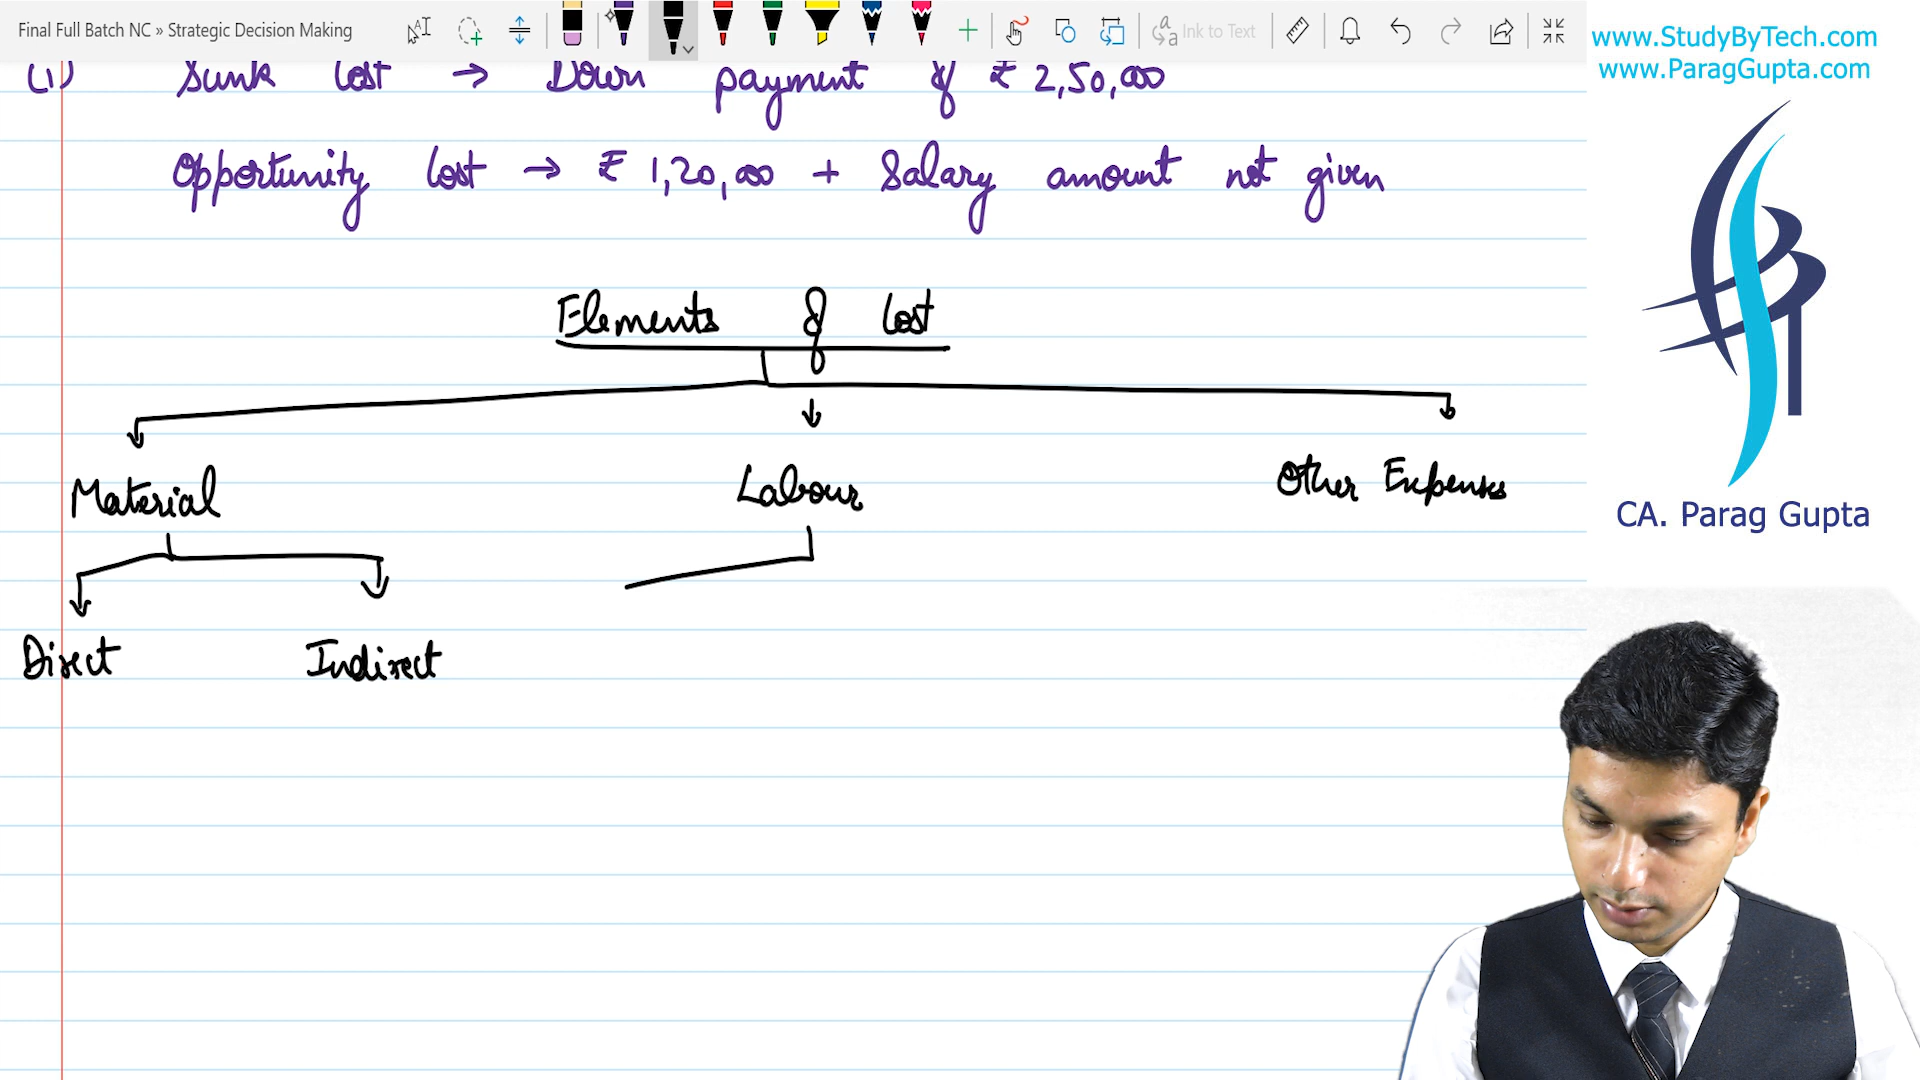 Final Full Batch NC » Strategic Decision Making
Ink to Text
www.StudyByTech.com
www.ParagGupta.com
(1) Sunk Cost → Down payment of ₹ 2,50,000
Opportunity Cost → ₹ 1,20,000 + Salary amount not given
Elements of Cost
Material Labour Other Expenses
CA. Parag Gupta
Direct Indirect